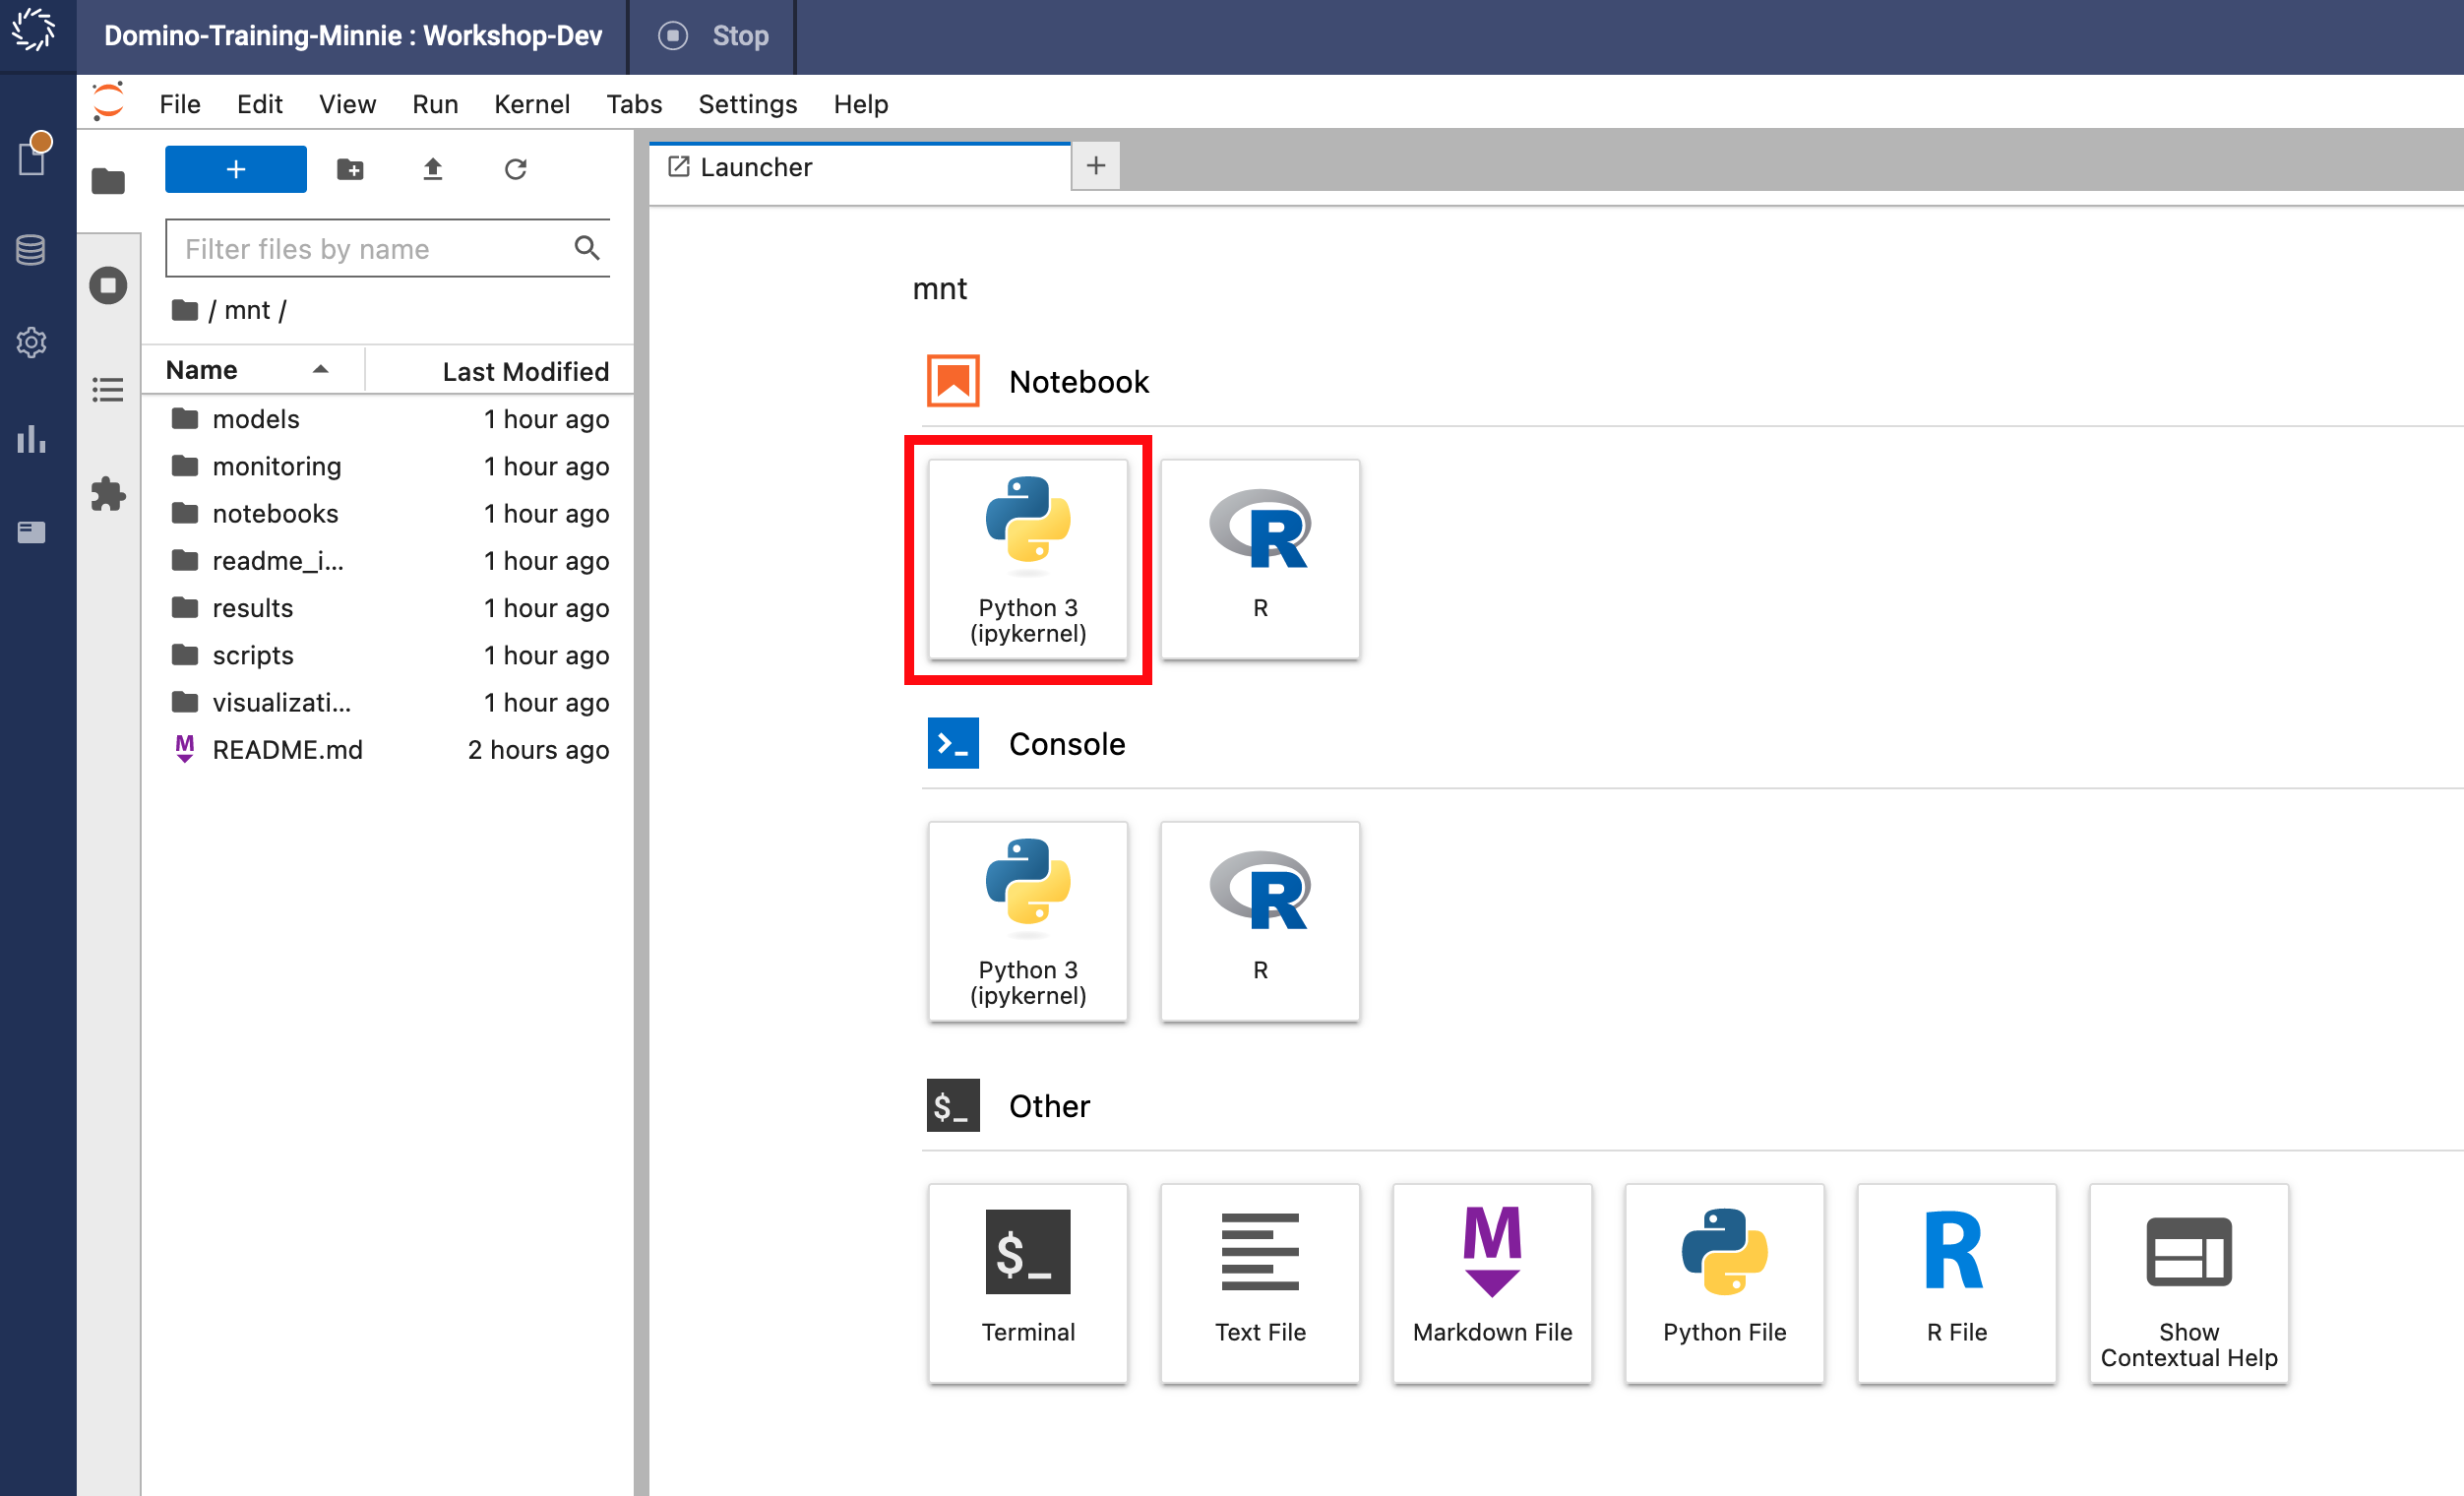 Domino-Training-Minnie : Workshop-Dev
Stop
File Edit View Run Kernel Tabs Settings Help
+
Filter files by name
/ mnt /
Name Last Modified
models 1 hour ago
monitoring 1 hour ago
notebooks 1 hour ago
readme_i... 1 hour ago
results 1 hour ago
scripts 1 hour ago
visualizati... 1 hour ago
README.md 2 hours ago
Launcher
+
mnt
Notebook
Python 3
(ipykernel)
R
Console
Python 3
(ipykernel)
R
$_ Other
$_
Terminal
Text File
M
Markdown File
Python File
R
R File
Show
Contextual Help